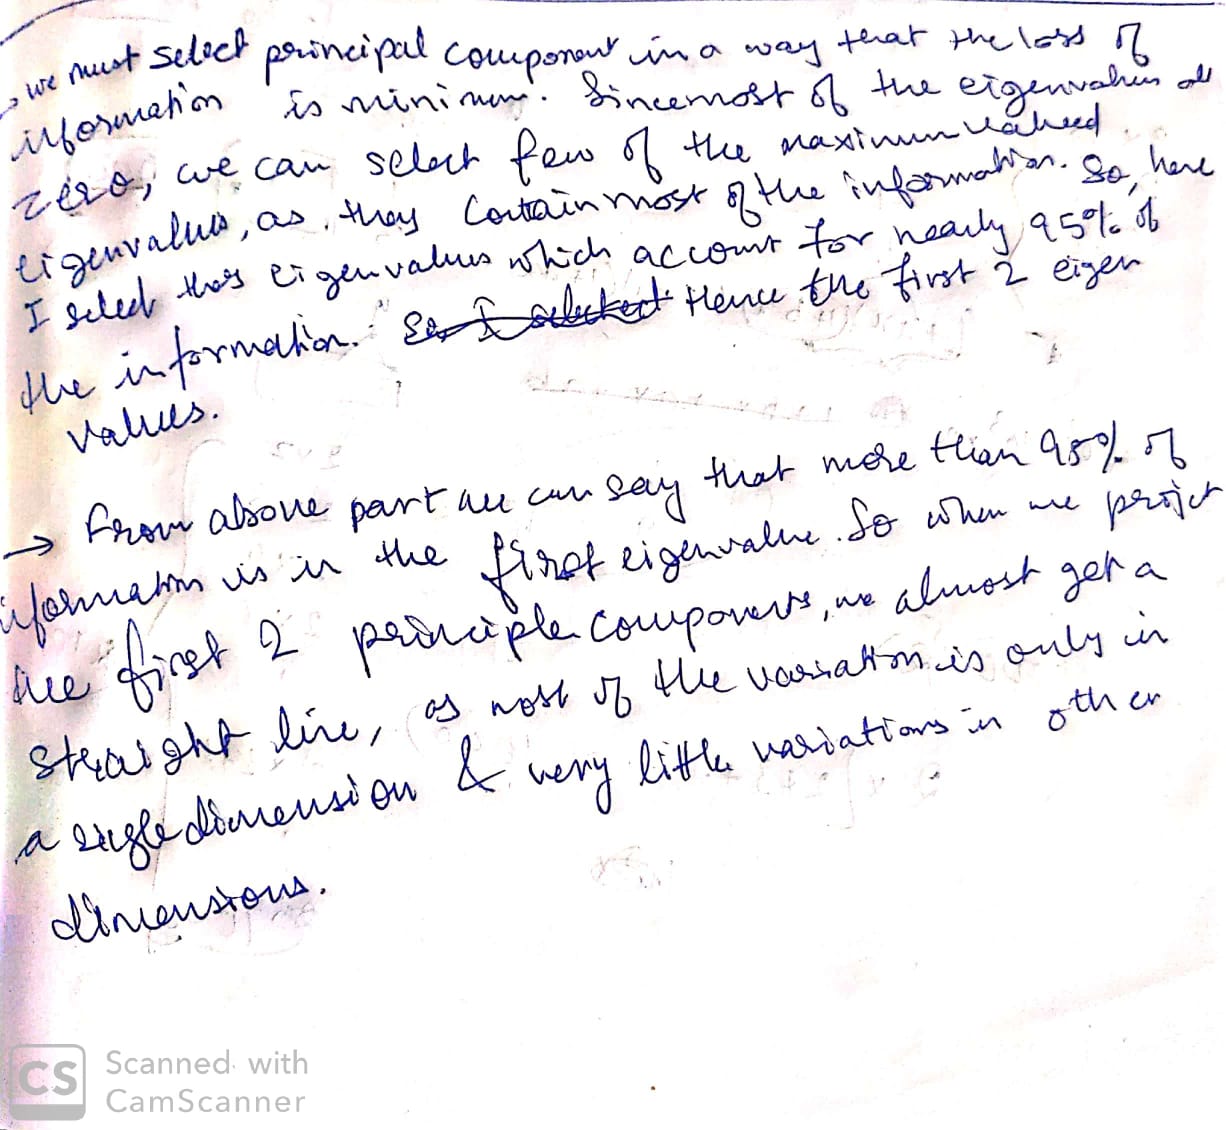 we must select principal component in a way that the loss of
information is minimum. Since most of the eigenvalues all
zero, we can select few of the maximum valued
eigenvalues, as they contain most of the information. So, here
I select thos eigenvalues which account for nearly 95% of
the information. So I selected Hence the first 2 eigen
values.
→ From above part we can say that more than 95% of
information is in the first eigenvalue. So when we project
the first 2 principle components, we almost get a
straight line, as most of the variation is only in
a single dimension & very little variations in other
dimensions.
CS Scanned with
CamScanner